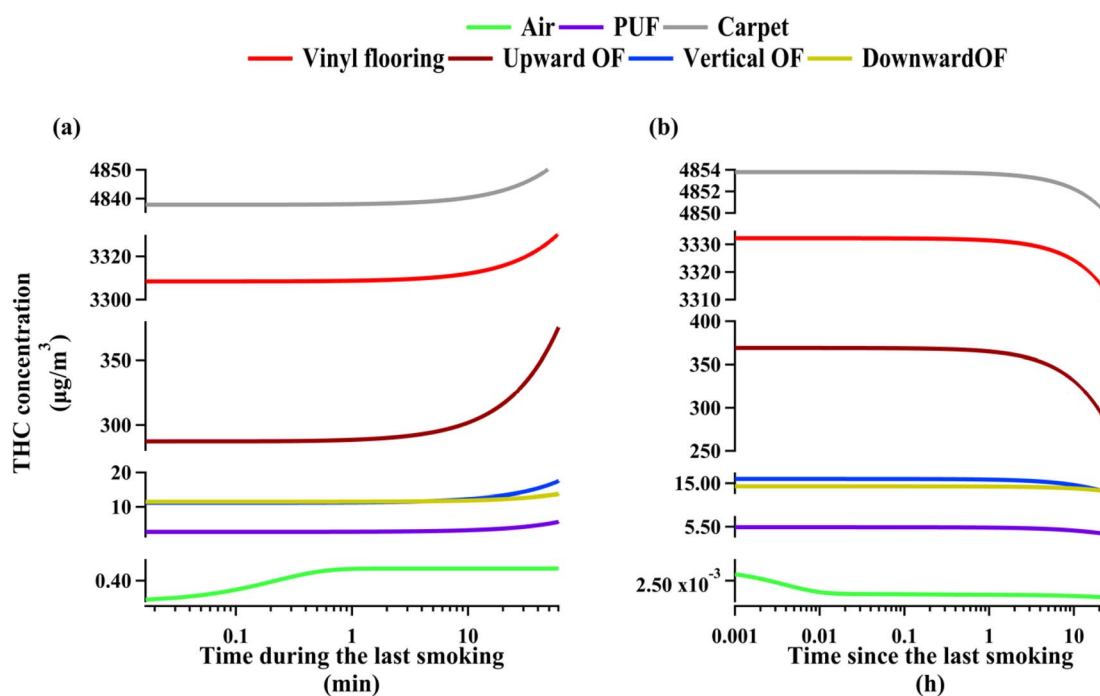 Air PUF Carpet
Vinyl flooring Upward OF Vertical OF DownwardOF
(a) (b)
THC concentration
(µg/m³)
4850
4840
3320
3300
350
300
20
10
0.40
0.1 1 10
Time during the last smoking
(min)
4854
4852
4850
3330
3320
3310
400
350
300
250
15.00
5.50
2.50 x10⁻³
0.001 0.01 0.1 1 10
Time since the last smoking
(h)